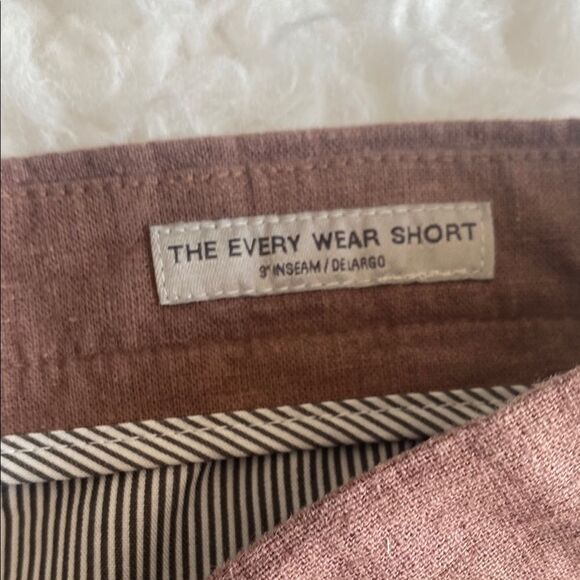 THE EVERY WEAR SHORT
9" INSEAM / DELARGO